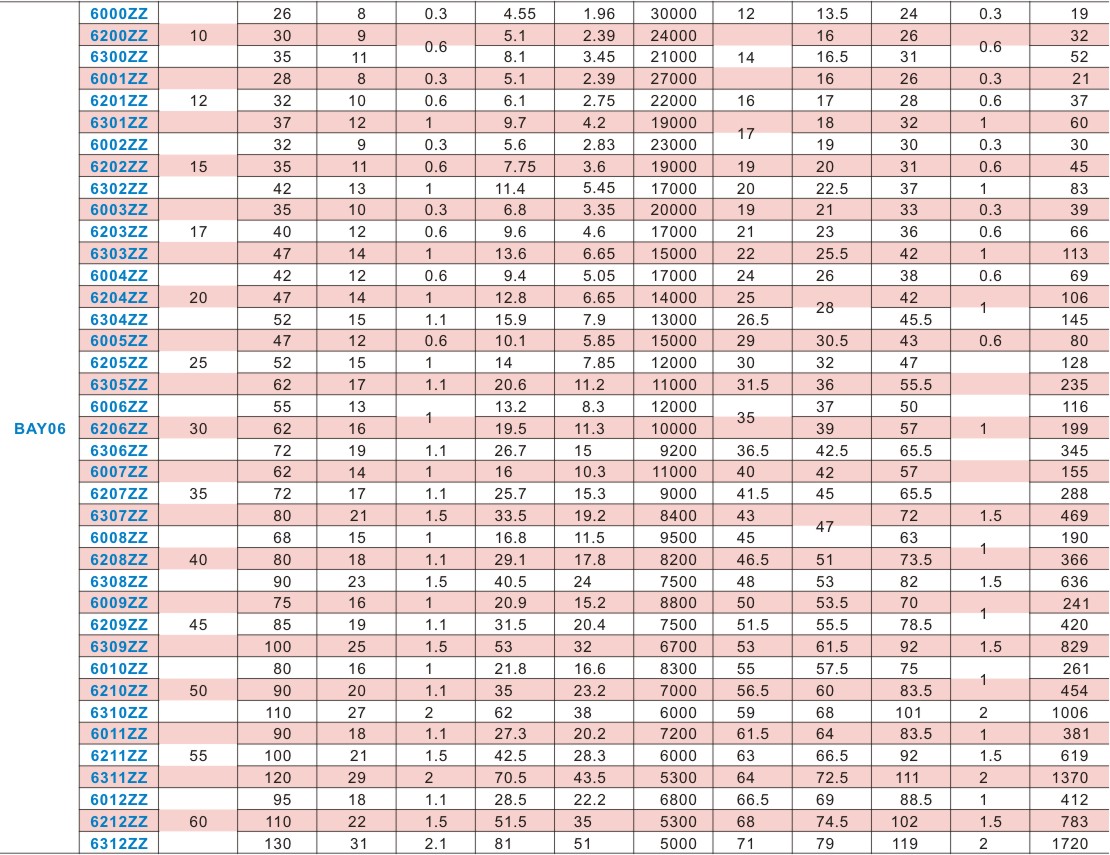 6000ZZ 26 8 0.3 4.55 1.96 30000 12 13.5 24 0.3 19
6200ZZ 10 30 9 0.6 5.1 2.39 24000 14 16 26 0.6 32
6300ZZ 35 11 8.1 3.45 21000 16.5 31 52
6001ZZ 28 8 0.3 5.1 2.39 27000 16 26 0.3 21
6201ZZ 12 32 10 0.6 6.1 2.75 22000 16 17 28 0.6 37
6301ZZ 37 12 1 9.7 4.2 19000 17 18 32 1 60
6002ZZ 32 9 0.3 5.6 2.83 23000 19 30 0.3 30
6202ZZ 15 35 11 0.6 7.75 3.6 19000 19 20 31 0.6 45
6302ZZ 42 13 1 11.4 5.45 17000 20 22.5 37 1 83
6003ZZ 35 10 0.3 6.8 3.35 20000 19 21 33 0.3 39
6203ZZ 17 40 12 0.6 9.6 4.6 17000 21 23 36 0.6 66
6303ZZ 47 14 1 13.6 6.65 15000 22 25.5 42 1 113
6004ZZ 42 12 0.6 9.4 5.05 17000 24 26 38 0.6 69
6204ZZ 20 47 14 1 12.8 6.65 14000 25 28 42 1 106
6304ZZ 52 15 1.1 15.9 7.9 13000 26.5 45.5 145
6005ZZ 47 12 0.6 10.1 5.85 15000 29 30.5 43 0.6 80
6205ZZ 25 52 15 1 14 7.85 12000 30 32 47 128
6305ZZ 62 17 1.1 20.6 11.2 11000 31.5 36 55.5 235
6006ZZ 55 13 1 13.2 8.3 12000 35 37 50 116
BAY06 6206ZZ 30 62 16 19.5 11.3 10000 39 57 1 199
6306ZZ 72 19 1.1 26.7 15 9200 36.5 42.5 65.5 345
6007ZZ 62 14 1 16 10.3 11000 40 42 57 155
6207ZZ 35 72 17 1.1 25.7 15.3 9000 41.5 45 65.5 288
6307ZZ 80 21 1.5 33.5 19.2 8400 43 47 72 1.5 469
6008ZZ 68 15 1 16.8 11.5 9500 45 63 1 190
6208ZZ 40 80 18 1.1 29.1 17.8 8200 46.5 51 73.5 366
6308ZZ 90 23 1.5 40.5 24 7500 48 53 82 1.5 636
6009ZZ 75 16 1 20.9 15.2 8800 50 53.5 70 1 241
6209ZZ 45 85 19 1.1 31.5 20.4 7500 51.5 55.5 78.5 420
6309ZZ 100 25 1.5 53 32 6700 53 61.5 92 1.5 829
6010ZZ 80 16 1 21.8 16.6 8300 55 57.5 75 1 261
6210ZZ 50 90 20 1.1 35 23.2 7000 56.5 60 83.5 454
6310ZZ 110 27 2 62 38 6000 59 68 101 2 1006
6011ZZ 90 18 1.1 27.3 20.2 7200 61.5 64 83.5 1 381
6211ZZ 55 100 21 1.5 42.5 28.3 6000 63 66.5 92 1.5 619
6311ZZ 120 29 2 70.5 43.5 5300 64 72.5 111 2 1370
6012ZZ 95 18 1.1 28.5 22.2 6800 66.5 69 88.5 1 412
6212ZZ 60 110 22 1.5 51.5 35 5300 68 74.5 102 1.5 783
6312ZZ 130 31 2.1 81 51 5000 71 79 119 2 1720